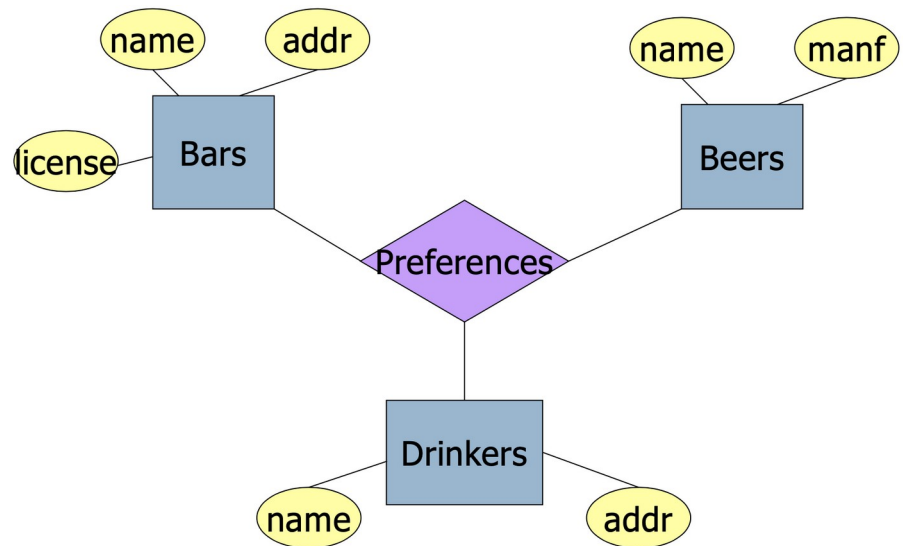 name
addr
name
manf
license
Bars
Beers
Preferences
Drinkers
name
addr